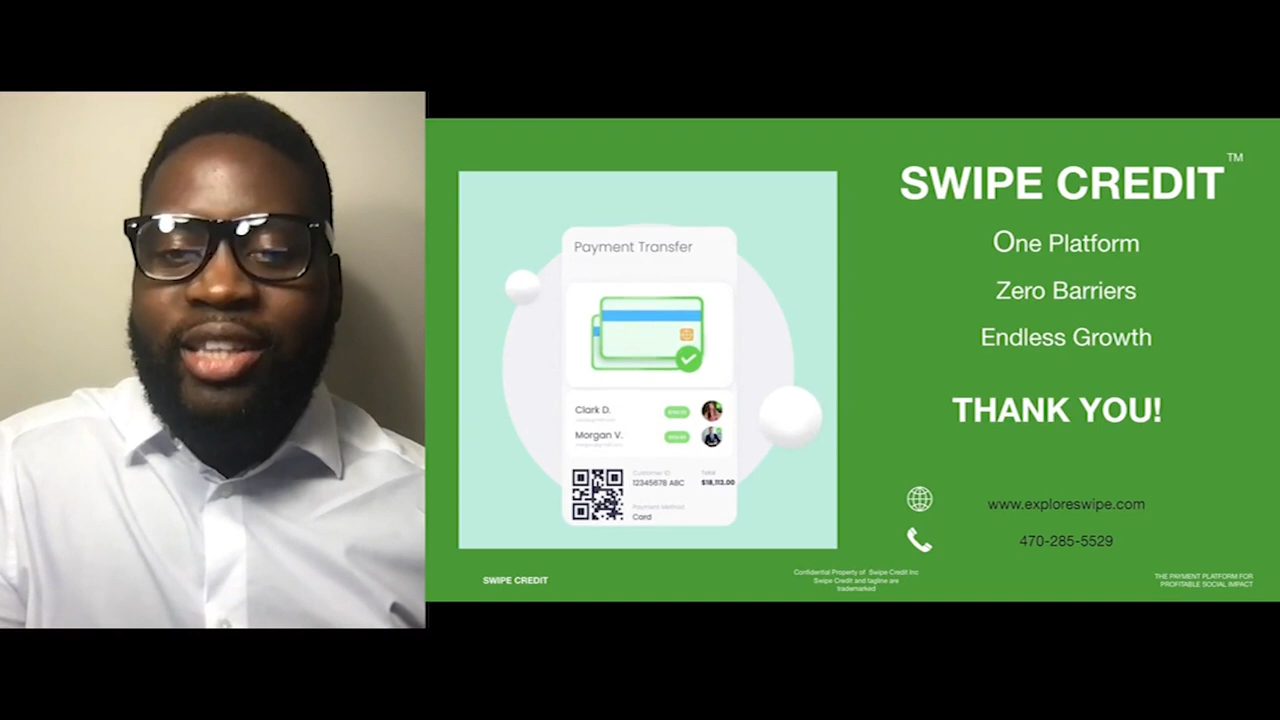 SWIPE CREDIT
TM
One Platform
Zero Barriers
Endless Growth
THANK YOU!
www.exploreswipe.com
470-285-5529
Payment Transfer
Clark D.
Morgan V.
Customer ID
12345678 ABC
Total
$18,113.00
Payment Method
Card
SWIPE CREDIT
Confidential Property of Swipe Credit Inc
Swipe Credit and tagline are
trademarked
THE PAYMENT PLATFORM FOR
PROFITABLE SOCIAL IMPACT